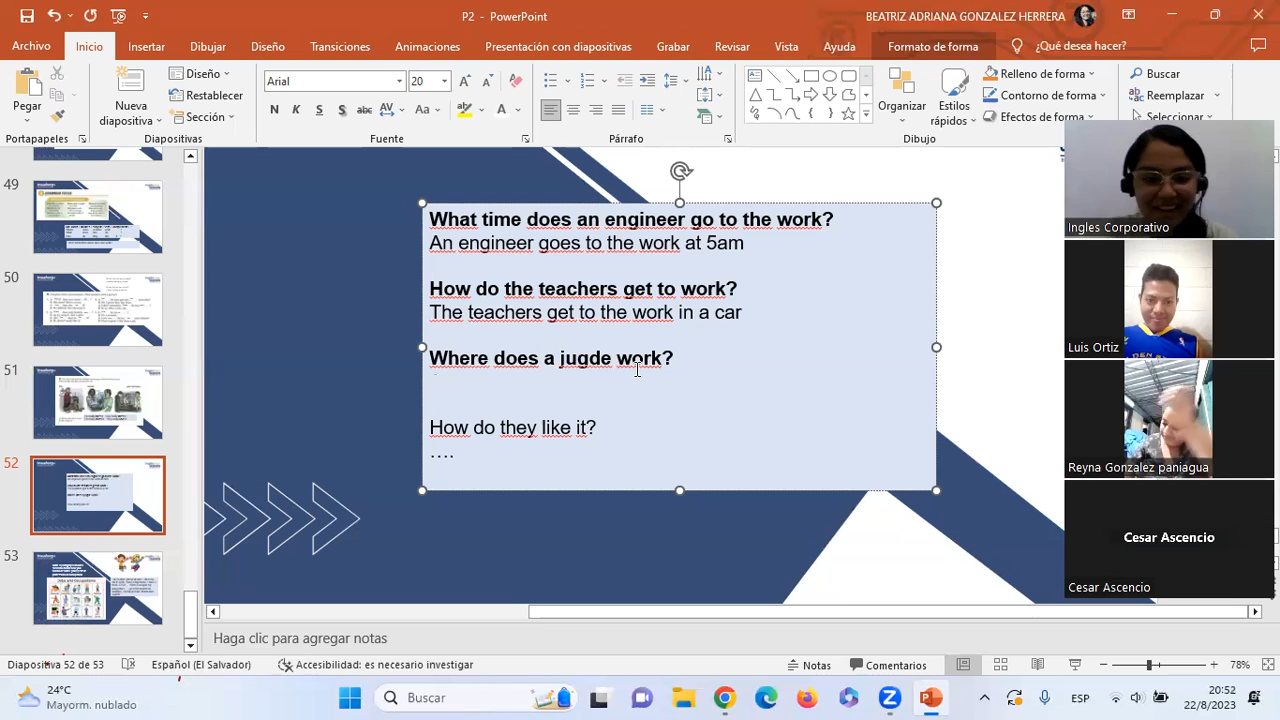 P2 - PowerPoint
BEATRIZ ADRIANA GONZALEZ HERRERA
Archivo
Inicio
Insertar
Dibujar
Diseño
Transiciones
Animaciones
Presentación con diapositivas
Grabar
Revisar
Vista
Ayuda
Formato de forma
¿Qué desea hacer?
Pegar
Nueva
diapositiva
Diseño
Restablecer
Sección
Arial
20
N K S S abc AV Aa A
Organizar
Estilos
rápidos
Relleno de forma
Contorno de forma
Efectos de forma
Buscar
Reemplazar
Seleccionar
Portapapeles
Diapositivas
Fuente
Párrafo
Dibujo
49
50
51
52
53
What time does an engineer go to the work?
An engineer goes to the work at 5am
How do the teachers get to work?
The teachers get to the work in a car
Where does a jugde work?
How do they like it?
….
Ingles Corporativo
Luis Ortiz
Reyna González paniagua
Cesar Ascencio
Cesar Ascencio
Haga clic para agregar notas
Diapositiva 52 de 53
Español (El Salvador)
Accesibilidad: es necesario investigar
Notas
Comentarios
78%
24°C
Mayorm. nublado
Buscar
ESP
20:52
22/8/2023